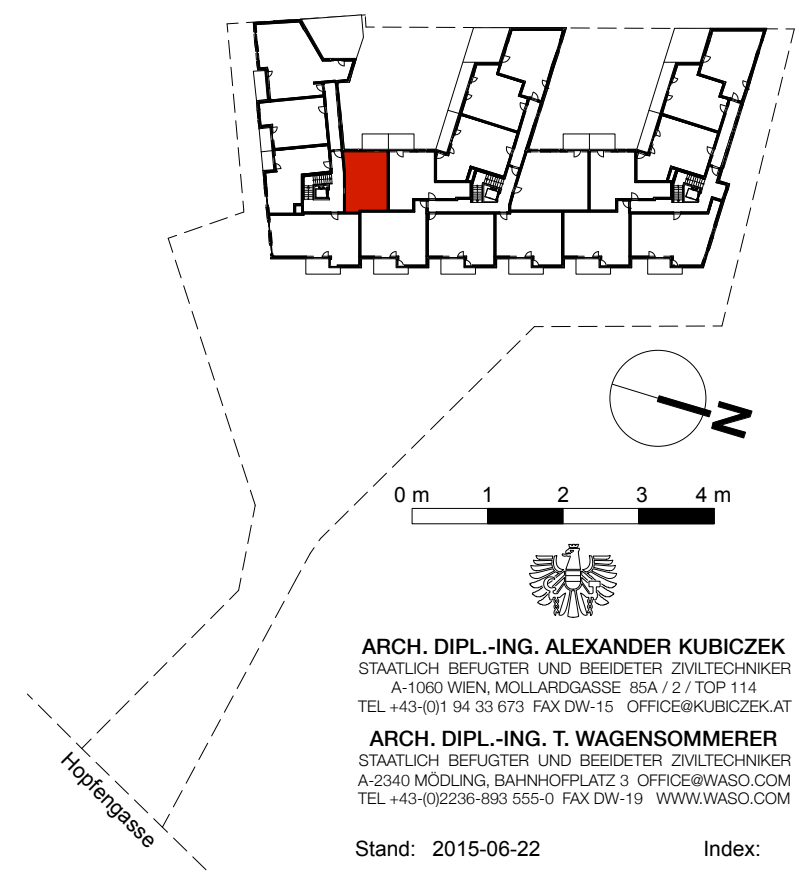 N
0 m 1 2 3 4 m
ARCH. DIPL.-ING. ALEXANDER KUBICZEK
STAATLICH BEFUGTER UND BEEIDETER ZIVILTECHNIKER
A-1060 WIEN, MOLLARDGASSE 85A / 2 / TOP 114
TEL +43-(0)1 94 33 673 FAX DW-15 OFFICE@KUBICZEK.AT
ARCH. DIPL.-ING. T. WAGENSOMMERER
STAATLICH BEFUGTER UND BEEIDETER ZIVILTECHNIKER
A-2340 MÖDLING, BAHNHOFPLATZ 3 OFFICE@WASO.COM
TEL +43-(0)2236-893 555-0 FAX DW-19 WWW.WASO.COM
Hopfengasse
Stand: 2015-06-22 Index: